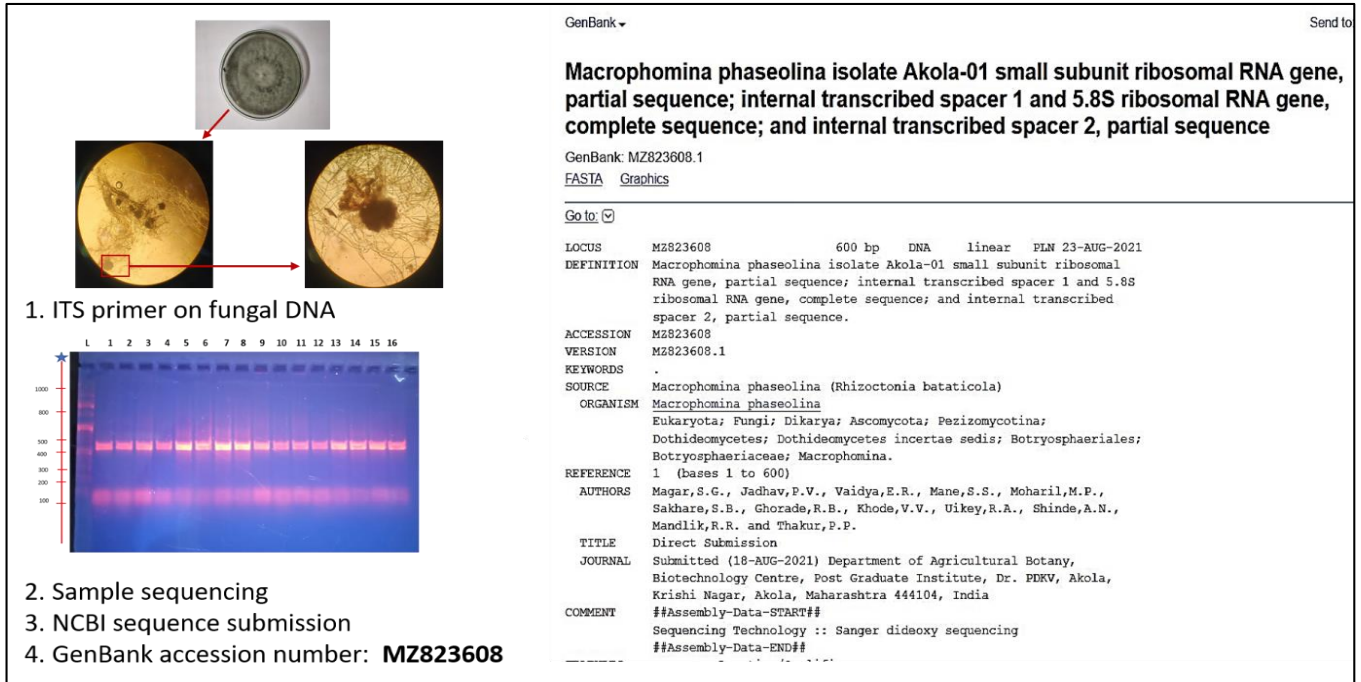 1. ITS primer on fungal DNA
L 1 2 3 4 5 6 7 8 9 10 11 12 13 14 15 16
1000
800
500
400
300
200
100
2. Sample sequencing
3. NCBI sequence submission
4. GenBank accession number: MZ823608
GenBank
Send to
Macrophomina phaseolina isolate Akola-01 small subunit ribosomal RNA gene,
partial sequence; internal transcribed spacer 1 and 5.8S ribosomal RNA gene,
complete sequence; and internal transcribed spacer 2, partial sequence
GenBank: MZ823608.1
FASTA Graphics
Go to:
LOCUS MZ823608 600 bp DNA linear PLN 23-AUG-2021
DEFINITION Macrophomina phaseolina isolate Akola-01 small subunit ribosomal
RNA gene, partial sequence; internal transcribed spacer 1 and 5.8S
ribosomal RNA gene, complete sequence; and internal transcribed
spacer 2, partial sequence.
ACCESSION MZ823608
VERSION MZ823608.1
KEYWORDS .
SOURCE Macrophomina phaseolina (Rhizoctonia bataticola)
ORGANISM Macrophomina phaseolina
Eukaryota; Fungi; Dikarya; Ascomycota; Pezizomycotina;
Dothideomycetes; Dothideomycetes incertae sedis; Botryosphaeriales;
Botryosphaeriaceae; Macrophomina.
REFERENCE 1 (bases 1 to 600)
AUTHORS Magar,S.G., Jadhav,P.V., Vaidya,E.R., Mane,S.S., Moharil,M.P.,
Sakhare,S.B., Ghorade,R.B., Khode,V.V., Uikey,R.A., Shinde,A.N.,
Mandlik,R.R. and Thakur,P.P.
TITLE Direct Submission
JOURNAL Submitted (18-AUG-2021) Department of Agricultural Botany,
Biotechnology Centre, Post Graduate Institute, Dr. PDKV, Akola,
Krishi Nagar, Akola, Maharashtra 444104, India
COMMENT ##Assembly-Data-START##
Sequencing Technology :: Sanger dideoxy sequencing
##Assembly-Data-END##